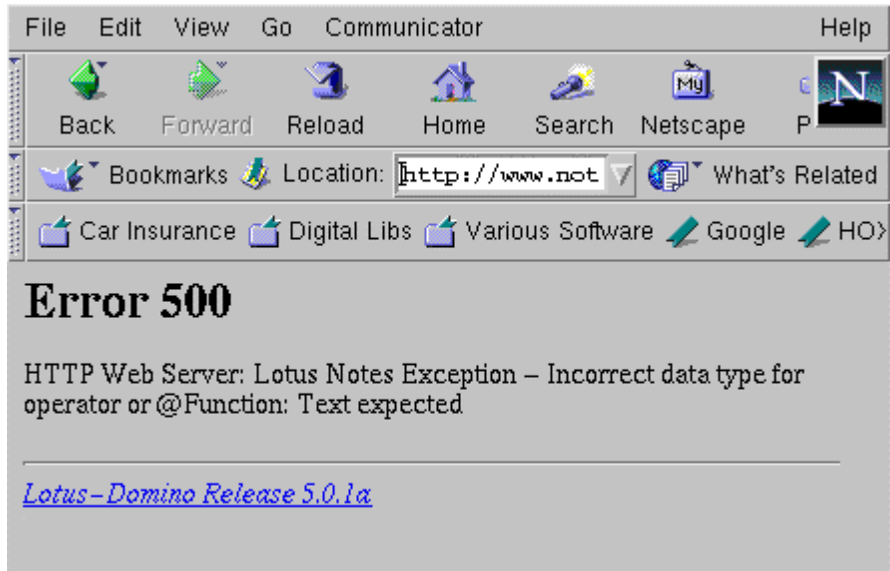 File Edit View Go Communicator Help
My N
Back Forward Reload Home Search Netscape P
Bookmarks Location: http://www.not What's Related
Car Insurance Digital Libs Various Software Google HO
Error 500
HTTP Web Server: Lotus Notes Exception – Incorrect data type for
operator or @Function: Text expected
Lotus–Domino Release 5.0.1a